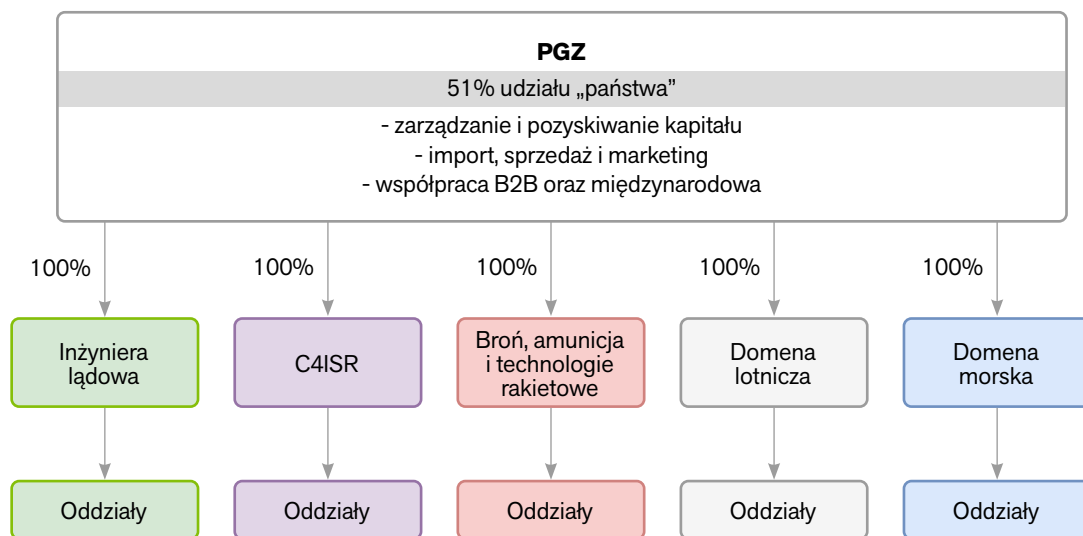 PGZ
51% udziału „państwa”
- zarządzanie i pozyskiwanie kapitału
- import, sprzedaż i marketing
- współpraca B2B oraz międzynarodowa
100%
100%
100%
100%
100%
Inżyniera
lądowa
C4ISR
Broń, amunicja
i technologie
rakietowe
Domena
lotnicza
Domena
morska
Oddziały
Oddziały
Oddziały
Oddziały
Oddziały